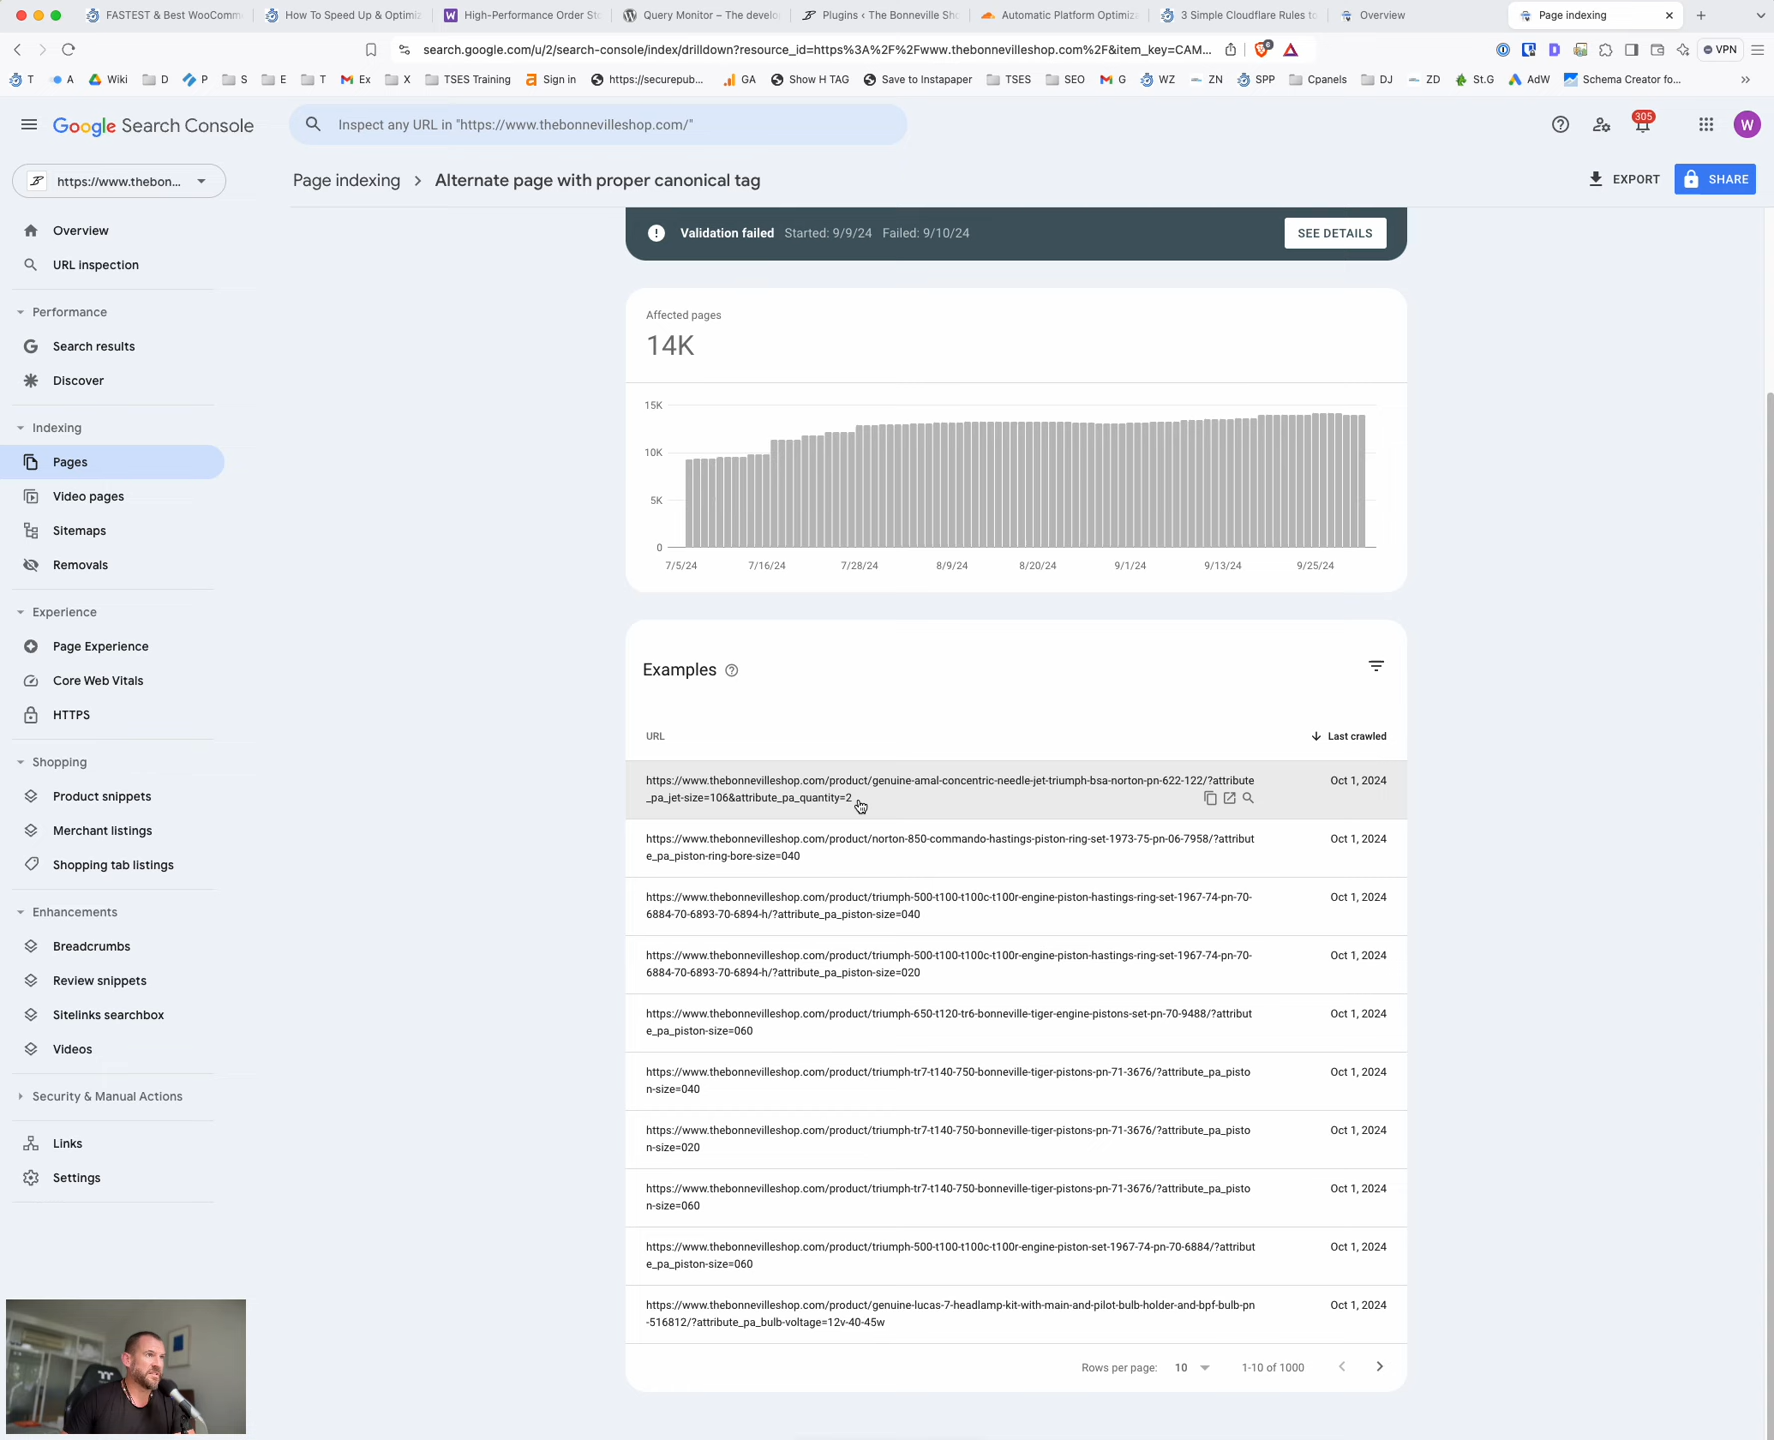 FASTEST & Best WooComm
How To Speed Up & Optimiz
High-Performance Order Sto
Query Monitor – The develo
Plugins ‹ The Bonneville Sho
Automatic Platform Optimiza
3 Simple Cloudflare Rules to
Overview
Page indexing
search.google.com/u/2/search-console/index/drilldown?resource_id=https%3A%2F%2Fwww.thebonnevilleshop.com%2F&item_key=CAM...
6
VPN
T
A
Wiki
D
P
S
E
T
Ex
X
TSES Training
Sign in
https://securepub...
GA
Show H TAG
Save to Instapaper
TSES
SEO
G
WZ
ZN
SPP
Cpanels
DJ
ZD
St.G
AdW
Schema Creator fo...
Google Search Console
Inspect any URL in "https://www.thebonnevilleshop.com/"
305
W
https://www.thebon...
Page indexing
Alternate page with proper canonical tag
EXPORT
SHARE
Overview
URL inspection
Performance
Search results
Discover
Indexing
Pages
Video pages
Sitemaps
Removals
Experience
Page Experience
Core Web Vitals
HTTPS
Shopping
Product snippets
Merchant listings
Shopping tab listings
Enhancements
Breadcrumbs
Review snippets
Sitelinks searchbox
Videos
Security & Manual Actions
Links
Settings
Validation failed Started: 9/9/24 Failed: 9/10/24
SEE DETAILS
Affected pages
14K
15K
10K
5K
0
7/5/24 7/16/24 7/28/24 8/9/24 8/20/24 9/1/24 9/13/24 9/25/24
Examples
URL
Last crawled
https://www.thebonnevilleshop.com/product/genuine-amal-concentric-needle-jet-triumph-bsa-norton-pn-622-122/?attribute
_pa_jet-size=106&attribute_pa_quantity=2
Oct 1, 2024
https://www.thebonnevilleshop.com/product/norton-850-commando-hastings-piston-ring-set-1973-75-pn-06-7958/?attribut
e_pa_piston-ring-bore-size=040
Oct 1, 2024
https://www.thebonnevilleshop.com/product/triumph-500-t100-t100c-t100r-engine-piston-hastings-ring-set-1967-74-pn-70-
6884-70-6893-70-6894-h/?attribute_pa_piston-size=040
Oct 1, 2024
https://www.thebonnevilleshop.com/product/triumph-500-t100-t100c-t100r-engine-piston-hastings-ring-set-1967-74-pn-70-
6884-70-6893-70-6894-h/?attribute_pa_piston-size=020
Oct 1, 2024
https://www.thebonnevilleshop.com/product/triumph-650-t120-tr6-bonneville-tiger-engine-pistons-set-pn-70-9488/?attribut
e_pa_piston-size=060
Oct 1, 2024
https://www.thebonnevilleshop.com/product/triumph-tr7-t140-750-bonneville-tiger-pistons-pn-71-3676/?attribute_pa_pisto
n-size=040
Oct 1, 2024
https://www.thebonnevilleshop.com/product/triumph-tr7-t140-750-bonneville-tiger-pistons-pn-71-3676/?attribute_pa_pisto
n-size=020
Oct 1, 2024
https://www.thebonnevilleshop.com/product/triumph-tr7-t140-750-bonneville-tiger-pistons-pn-71-3676/?attribute_pa_pisto
n-size=060
Oct 1, 2024
https://www.thebonnevilleshop.com/product/triumph-500-t100-t100c-t100r-engine-piston-set-1967-74-pn-70-6884/?attribut
e_pa_piston-size=060
Oct 1, 2024
https://www.thebonnevilleshop.com/product/genuine-lucas-7-headlamp-kit-with-main-and-pilot-bulb-holder-and-bpf-bulb-pn
-516812/?attribute_pa_bulb-voltage=12v-40-45w
Oct 1, 2024
Rows per page: 10 1-10 of 1000